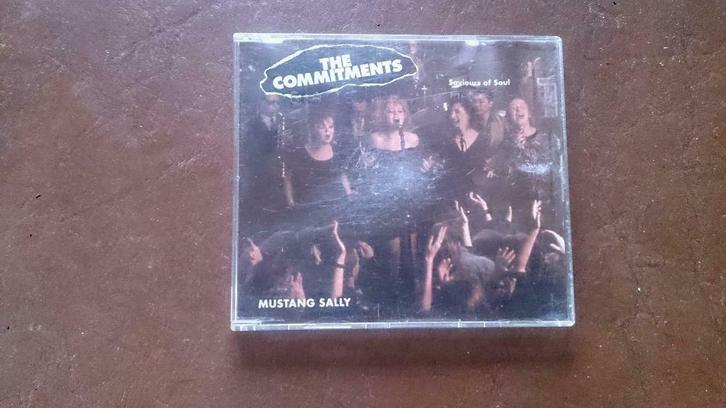 THE
COMMITMENTS
Saviours of Soul
MUSTANG SALLY